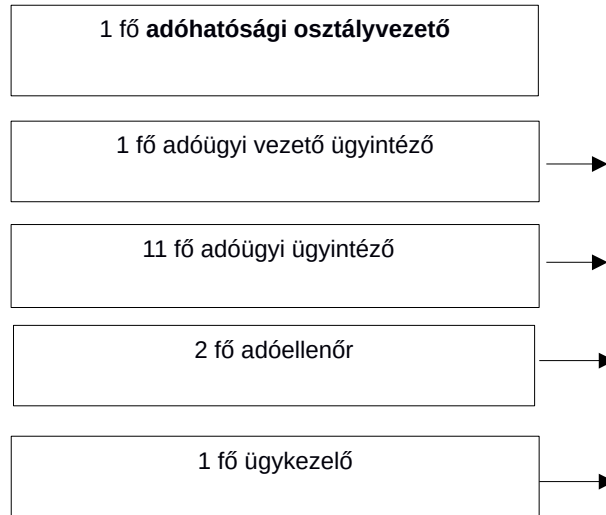 1 fő adóhatósági osztályvezető
1 fő adóügyi vezető ügyintéző
11 fő adóügyi ügyintéző
2 fő adóellenőr
1 fő ügykezelő